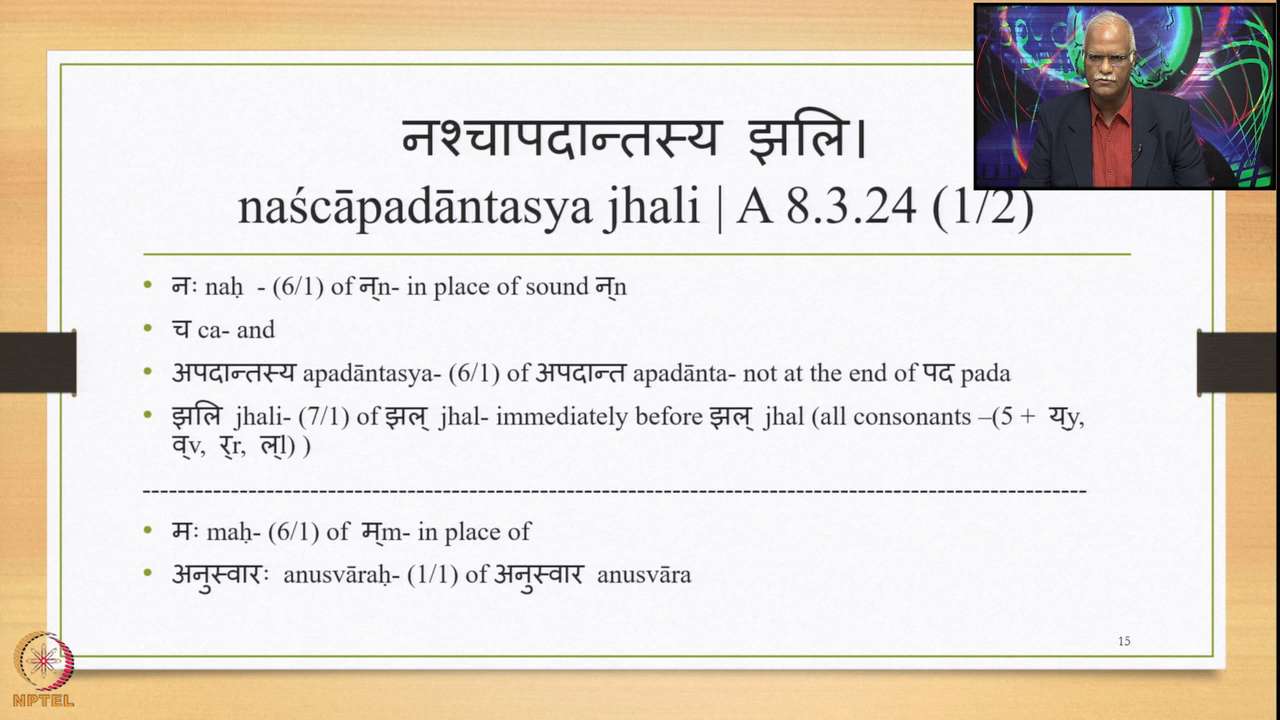 नश्चापदान्तस्य झलि।
naścāpadāntasya jhali | A 8.3.24 (1/2)
• नः naḥ - (6/1) of न्n- in place of sound न्n
• च ca- and
• अपदान्तस्य apadāntasya- (6/1) of अपदान्त apadānta- not at the end of पद pada
• झलि jhali- (7/1) of झल् jhal- immediately before झल् jhal (all consonants –(5 + य्y,
व्v, र्r, ल्l) )
-----------------------------------------------------------------------------------------------
• मः maḥ- (6/1) of म्m- in place of
• अनुस्वारः anusvāraḥ- (1/1) of अनुस्वार anusvāra
15
NPTEL